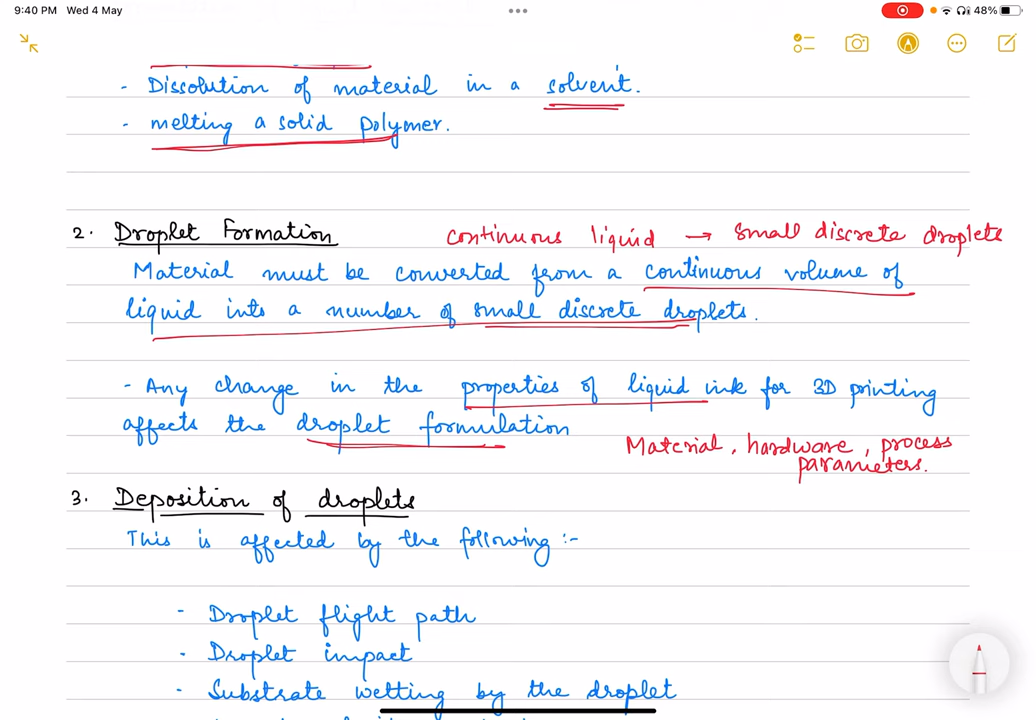 9:40 PM Wed 4 May
48%
- Dissolution of material in a solvent.
- melting a solid polymer.
2. Droplet Formation continuous liquid → small discrete droplets
Material must be converted from a continuous volume of
liquid into a number of small discrete droplets.
- Any change in the properties of liquid ink for 3D printing
affects the droplet formulation
Material, hardware, process
parameters.
3. Deposition of droplets
This is affected by the following :-
- Droplet flight path
- Droplet impact
- Substrate wetting by the droplet